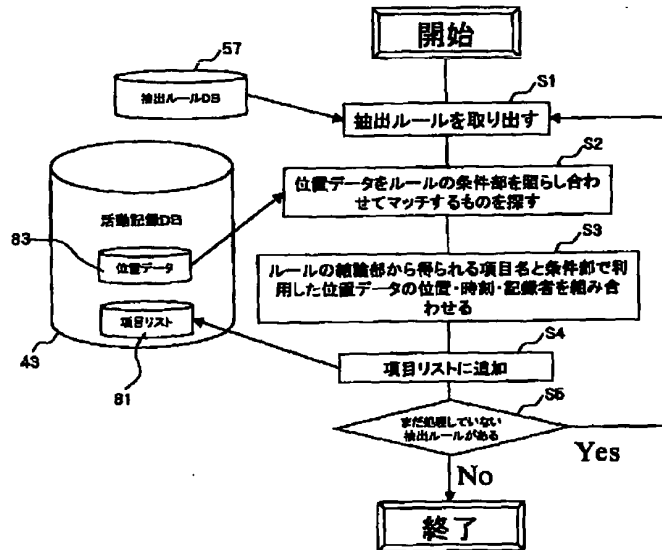 開始
57
抽出ルールDB
S1
抽出ルールを取り出す
S2
位置データをルールの条件部を照らし合わ
せてマッチするものを探す
活動記録DB
83
位置データ
S3
ルールの結論部から得られる項目名と条件部で利
用した位置データの位置・時刻・記録者を組み合
わせる
項目リスト
43
81
S4
項目リストに追加
S5
まだ処理していない
抽出ルールがある
Yes
No
終了